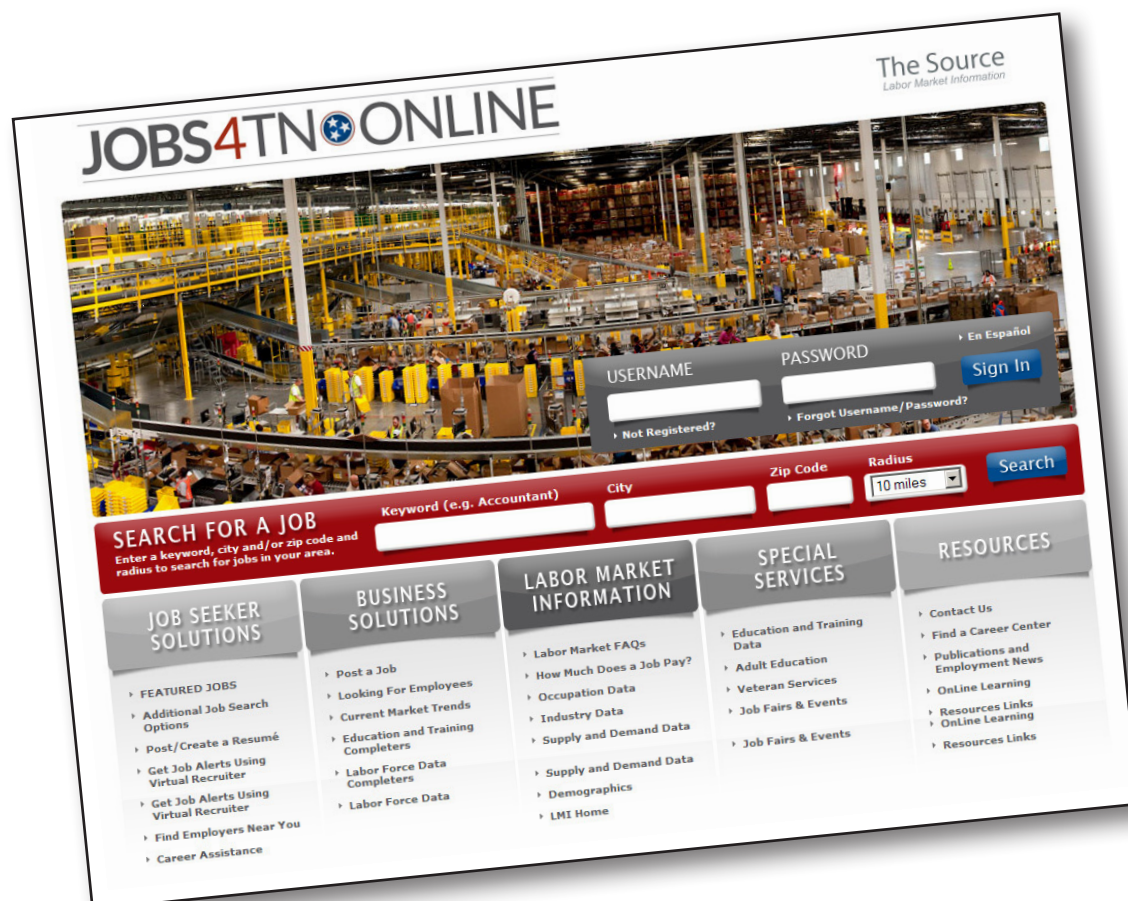 JOBS4TN ONLINE
The Source
Labor Market Information
En Español
USERNAME
PASSWORD
Sign In
Not Registered?
Forgot Username/Password?
SEARCH FOR A JOB
Enter a keyword, city and/or zip code and
radius to search for jobs in your area.
Keyword (e.g. Accountant)
City
Zip Code
Radius
10 miles
Search
JOB SEEKER
SOLUTIONS
FEATURED JOBS
Additional Job Search
Options
Post/Create a Resumé
Get Job Alerts Using
Virtual Recruiter
Get Job Alerts Using
Virtual Recruiter
Find Employers Near You
Career Assistance
BUSINESS
SOLUTIONS
Post a Job
Looking For Employees
Current Market Trends
Education and Training
Completers
Labor Force Data
Completers
Labor Force Data
LABOR MARKET
INFORMATION
Labor Market FAQs
How Much Does a Job Pay?
Occupation Data
Industry Data
Supply and Demand Data
Supply and Demand Data
Demographics
LMI Home
SPECIAL
SERVICES
Education and Training
Data
Adult Education
Veteran Services
Job Fairs & Events
Job Fairs & Events
RESOURCES
Contact Us
Find a Career Center
Publications and
Employment News
OnLine Learning
Resources Links
OnLine Learning
Resources Links